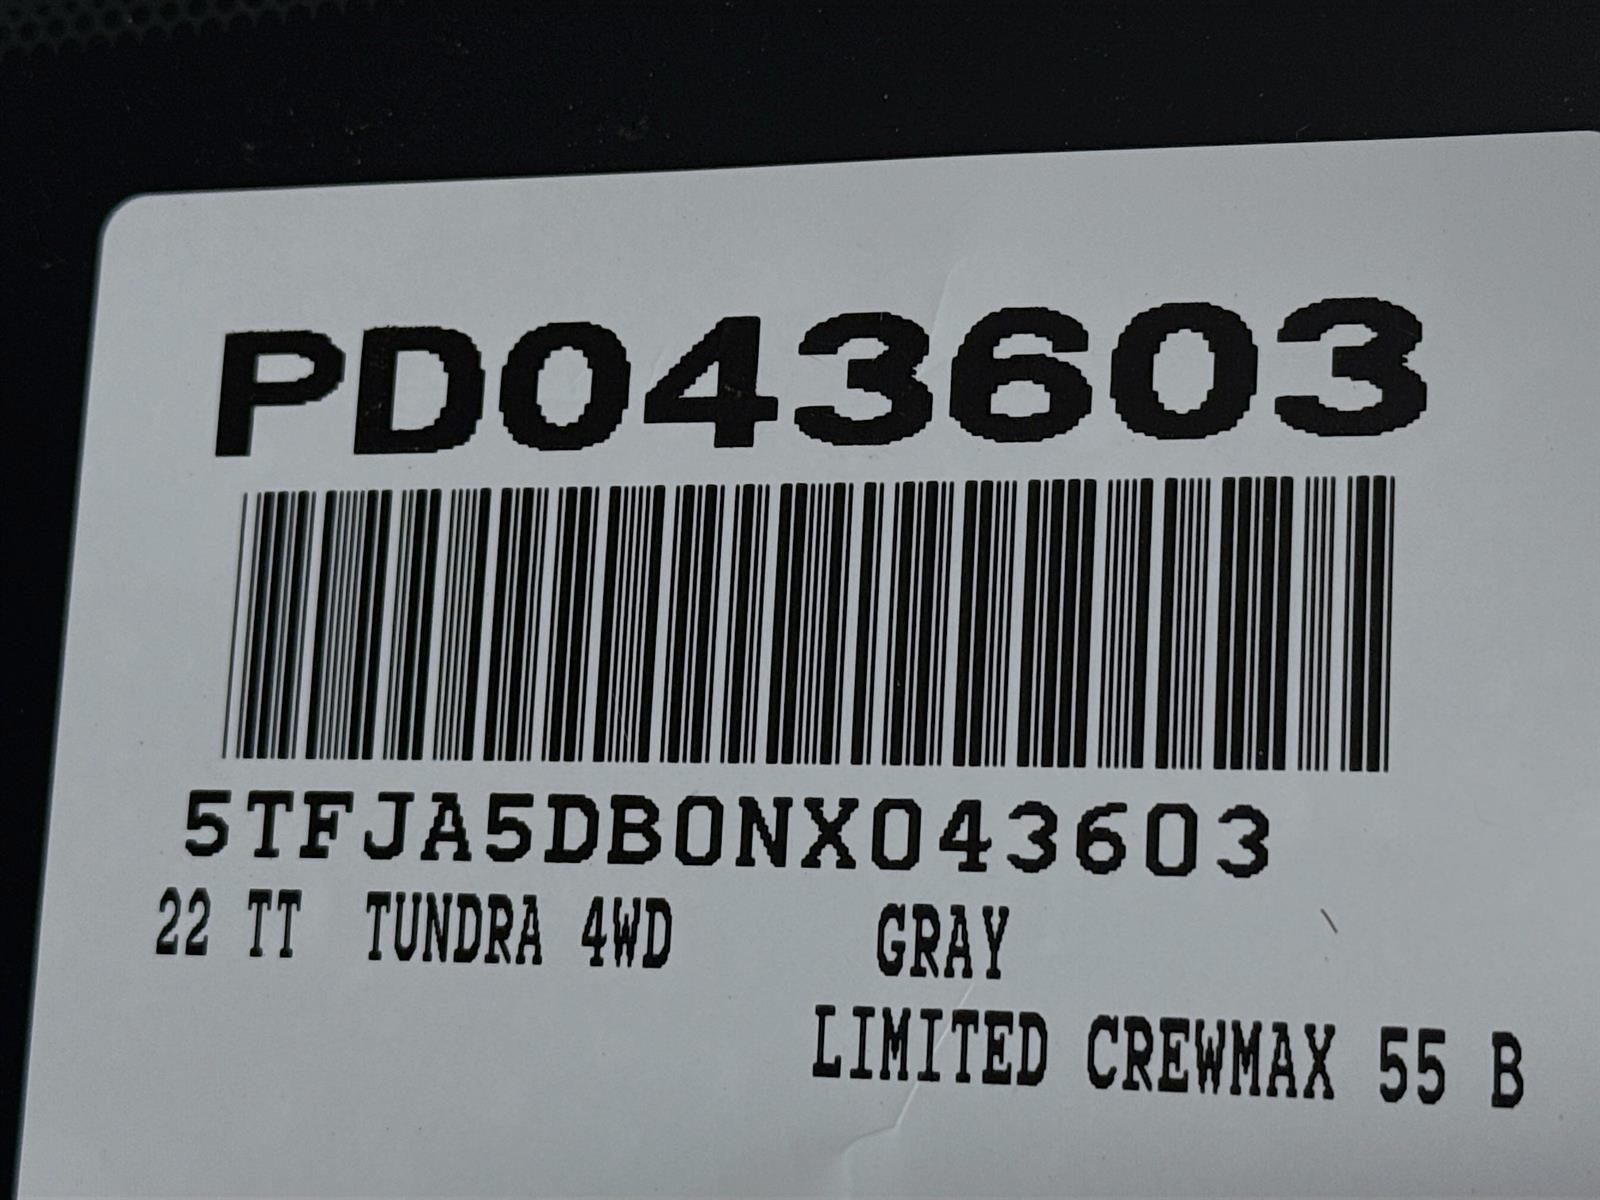 PD043603
5TFJA5DB0NX043603
22 TT TUNDRA 4WD GRAY
LIMITED CREWMAX 55 B